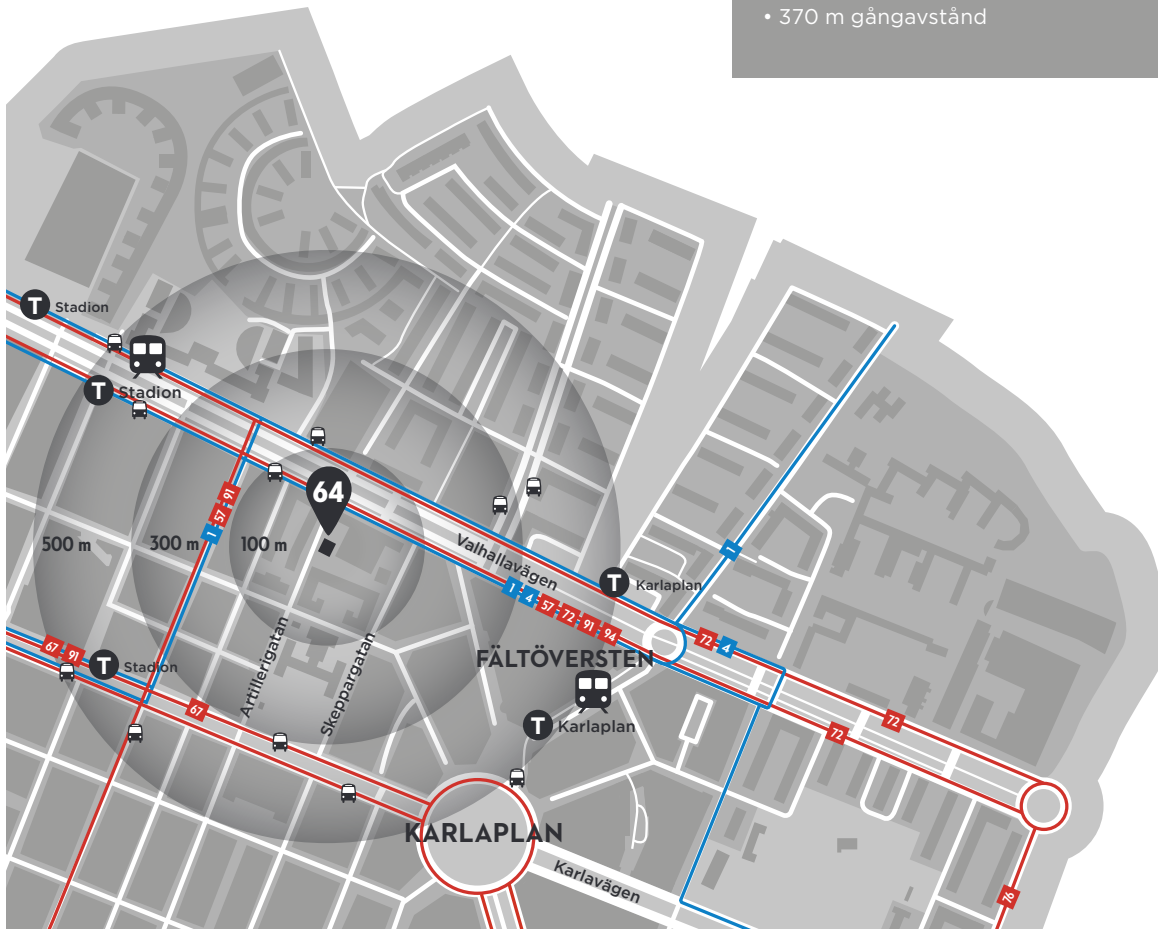 • 370 m gångavstånd
T Stadion
T Stadion
64
91
57
1
500 m
300 m
100 m
Valhallavägen
T Karlaplan
1
1 4 57 72 91 94
72 4
67 91
T Stadion
67
Artillerigatan
Skeppargatan
FÄLTÖVERSTEN
T Karlaplan
72
72
KARLAPLAN
Karlavägen
76